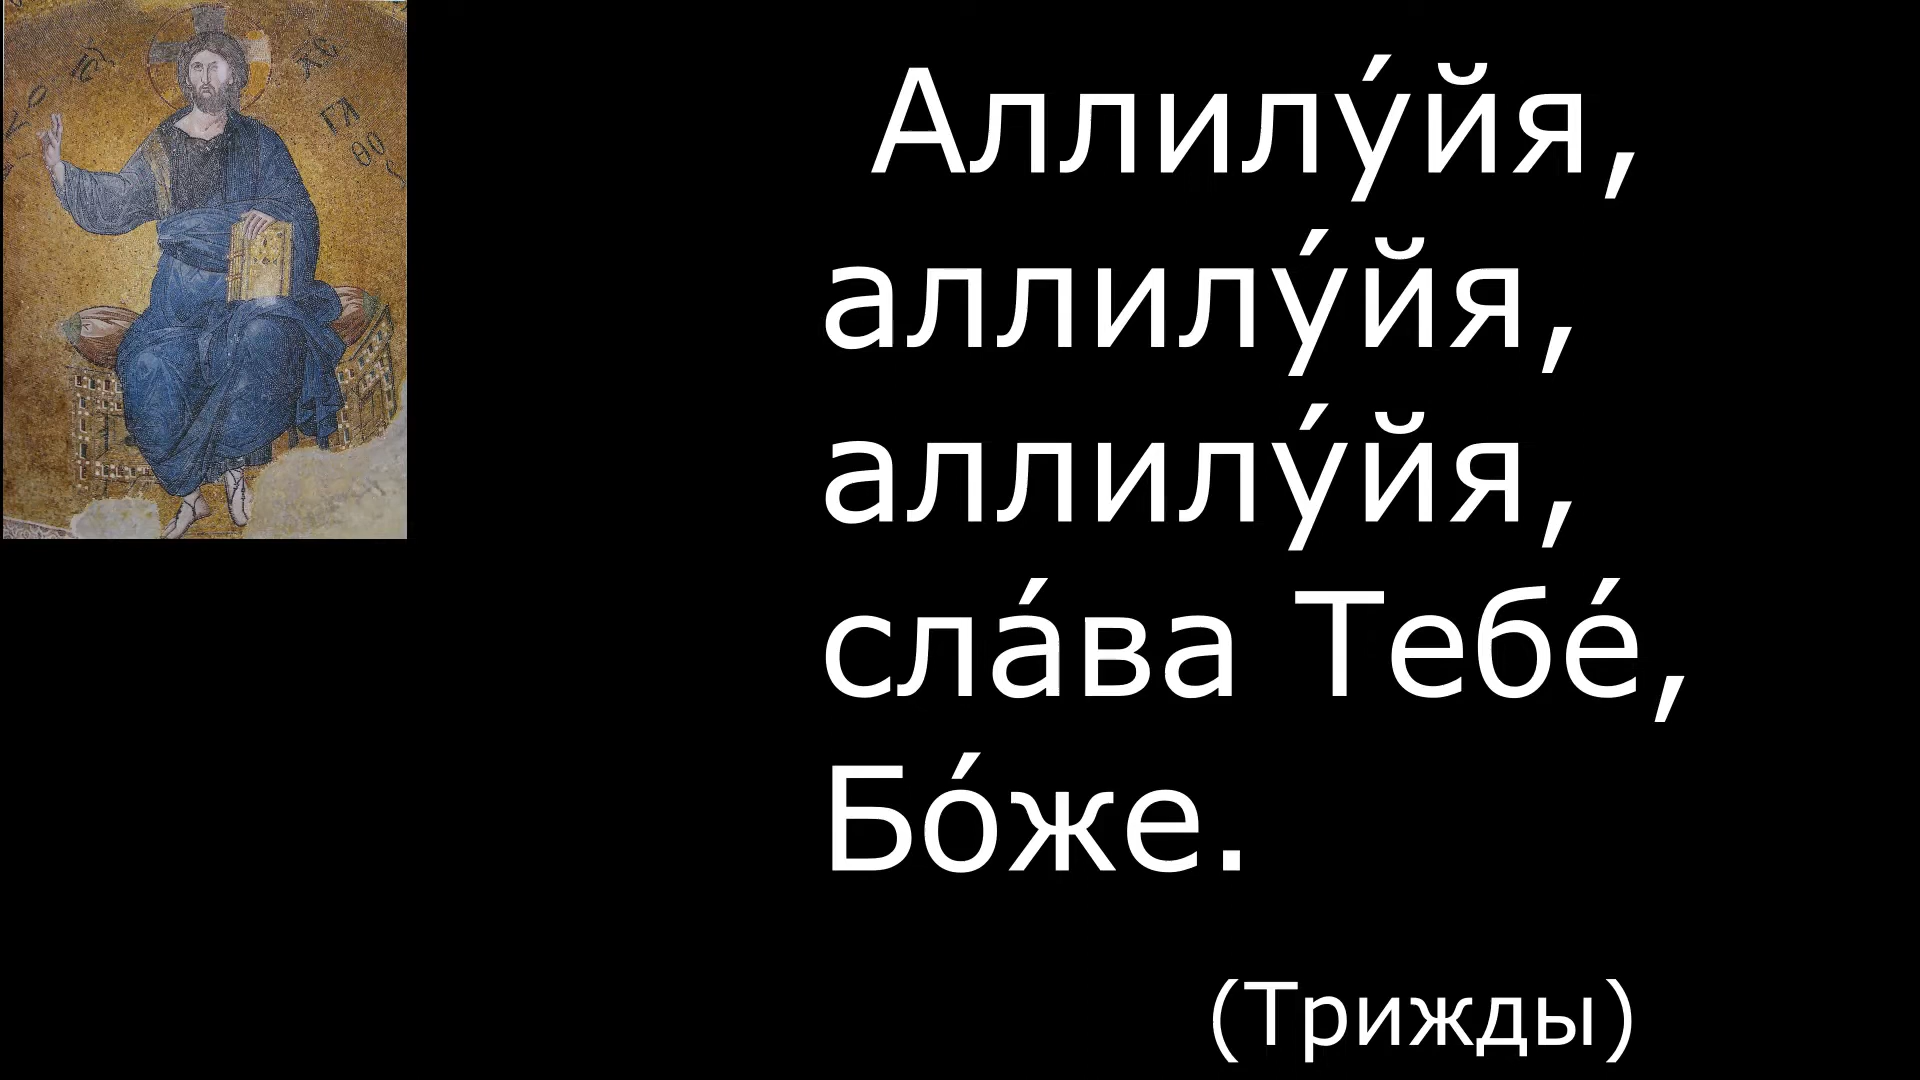 Аллилу́йя,
аллилу́йя,
аллилу́йя,
сла́ва Тебе́,
Бо́же.
(Трижды)